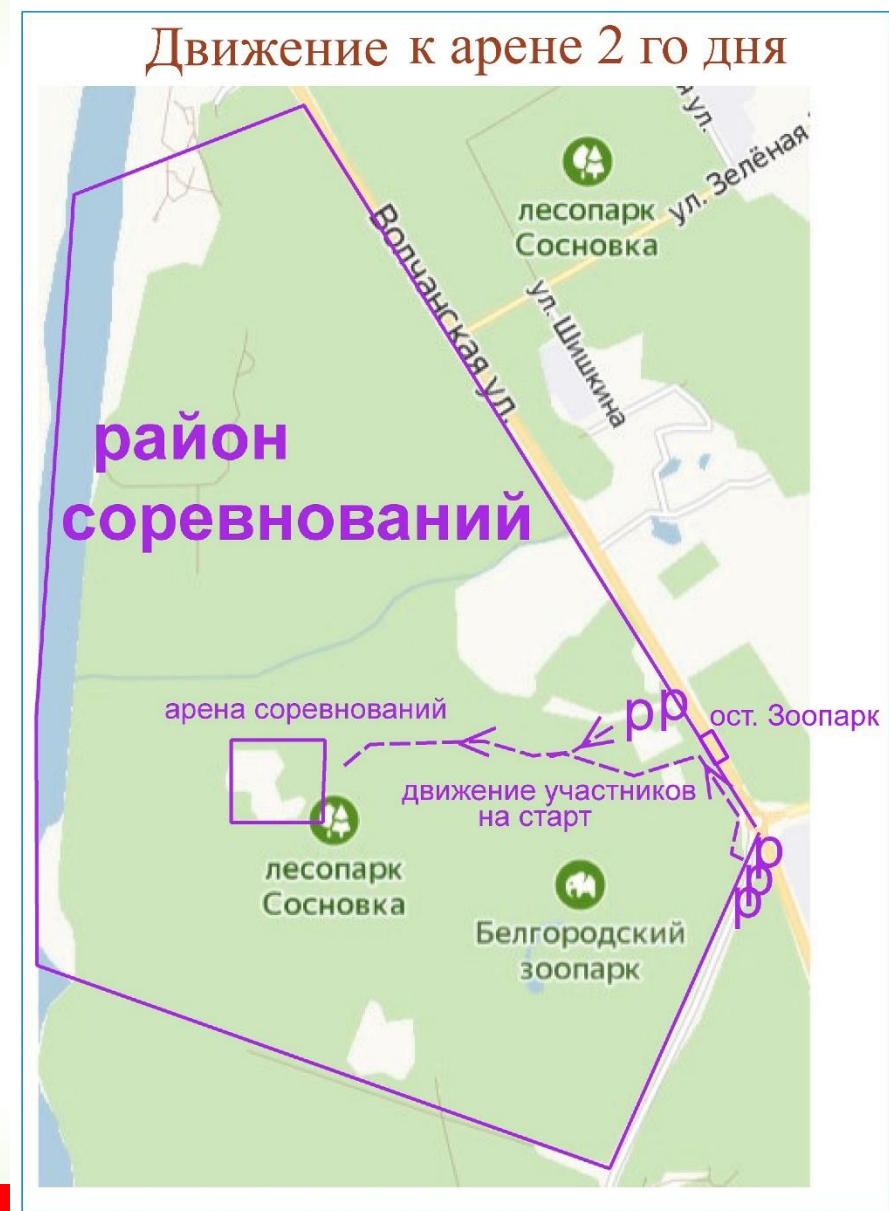 Движение к арене 2 го дня
ул.
лесопарк
Сосновка
ул. Зелёная
Волчанская ул.
ул. Шишкина
район
соревнований
р р
ост. Зоопарк
арена соревнований
движение участников
на старт
р
р
р
лесопарк
Сосновка
Белгородский
зоопарк